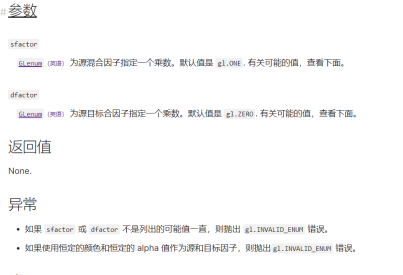 # 参数
sfactor
GLenum (英语) 为源混合因子指定一个乘数。默认值是 gl.ONE. 有关可能的值，查看下面。
dfactor
GLenum (英语) 为源目标合因子指定一个乘数。默认值是 gl.ZERO. 有关可能的值，查看下面。
返回值
None.
异常
• 如果 sfactor 或 dfactor 不是列出的可能值一直，则抛出 gl.INVALID_ENUM 错误。
• 如果使用恒定的颜色和恒定的 alpha 值作为源和目标因子，则抛出 gl.INVALID_ENUM 错误。